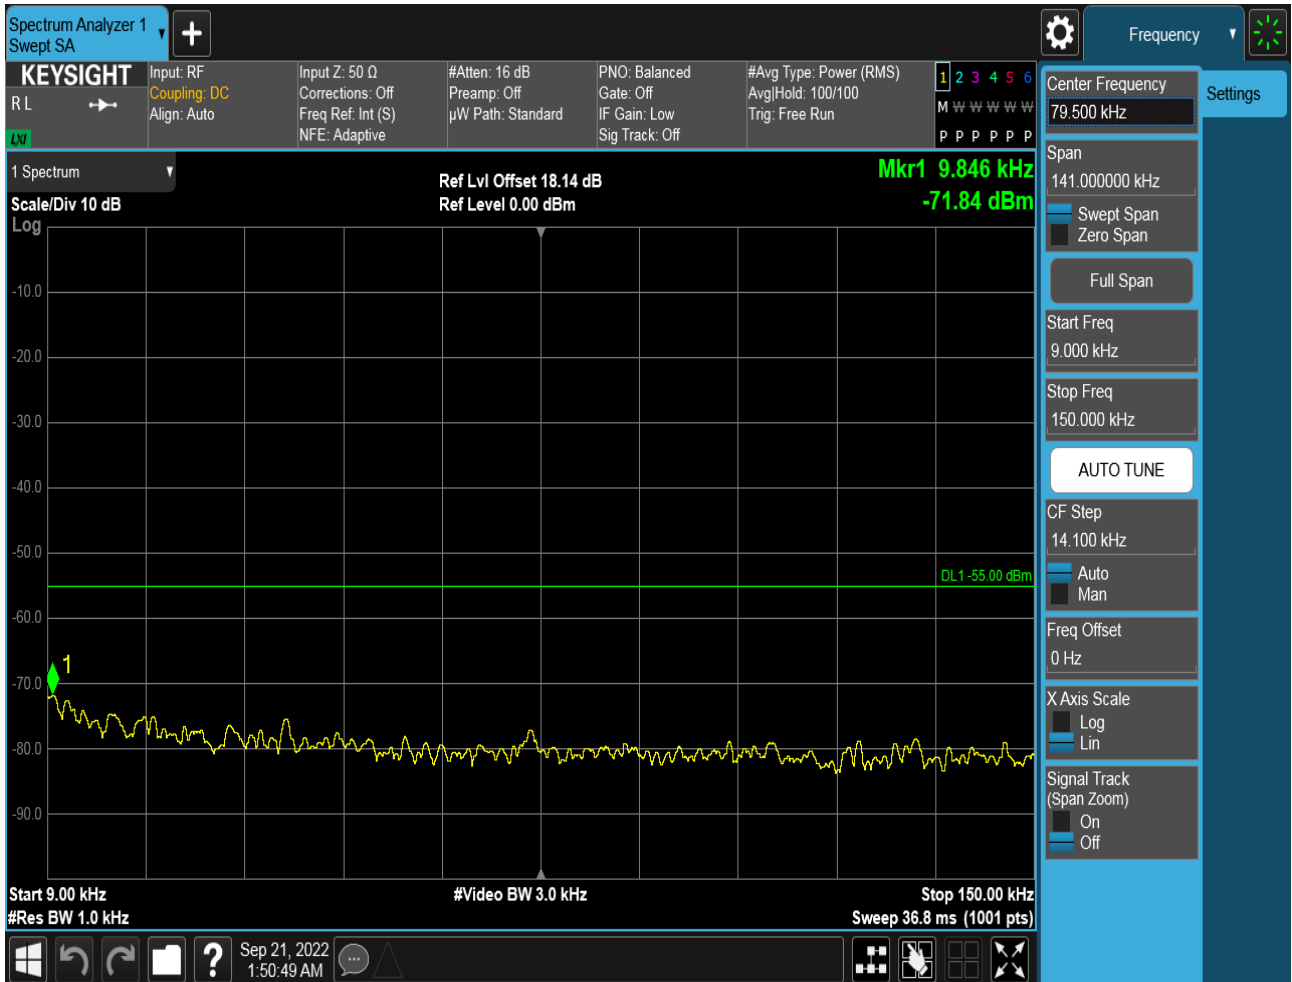 Spectrum Analyzer 1
Swept SA
Frequency
KEYSIGHT
R L
LXI
Input: RF
Coupling: DC
Align: Auto
Input Z: 50 Ω
Corrections: Off
Freq Ref: Int (S)
NFE: Adaptive
#Atten: 16 dB
Preamp: Off
µW Path: Standard
PNO: Balanced
Gate: Off
IF Gain: Low
Sig Track: Off
#Avg Type: Power (RMS)
Avg|Hold: 100/100
Trig: Free Run
1 2 3 4 5 6
M W W W W W
P P P P P P
1 Spectrum
Scale/Div 10 dB
Log
Ref Lvl Offset 18.14 dB
Ref Level 0.00 dBm
Mkr1 9.846 kHz
-71.84 dBm
-10.0
-20.0
-30.0
-40.0
-50.0
DL1 -55.00 dBm
-60.0
1
-70.0
-80.0
-90.0
Start 9.00 kHz
#Video BW 3.0 kHz
Stop 150.00 kHz
#Res BW 1.0 kHz
Sweep 36.8 ms (1001 pts)
Sep 21, 2022
1:50:49 AM
Center Frequency
79.500 kHz
Settings
Span
141.000000 kHz
Swept Span
Zero Span
Full Span
Start Freq
9.000 kHz
Stop Freq
150.000 kHz
AUTO TUNE
CF Step
14.100 kHz
Auto
Man
Freq Offset
0 Hz
X Axis Scale
Log
Lin
Signal Track
(Span Zoom)
On
Off